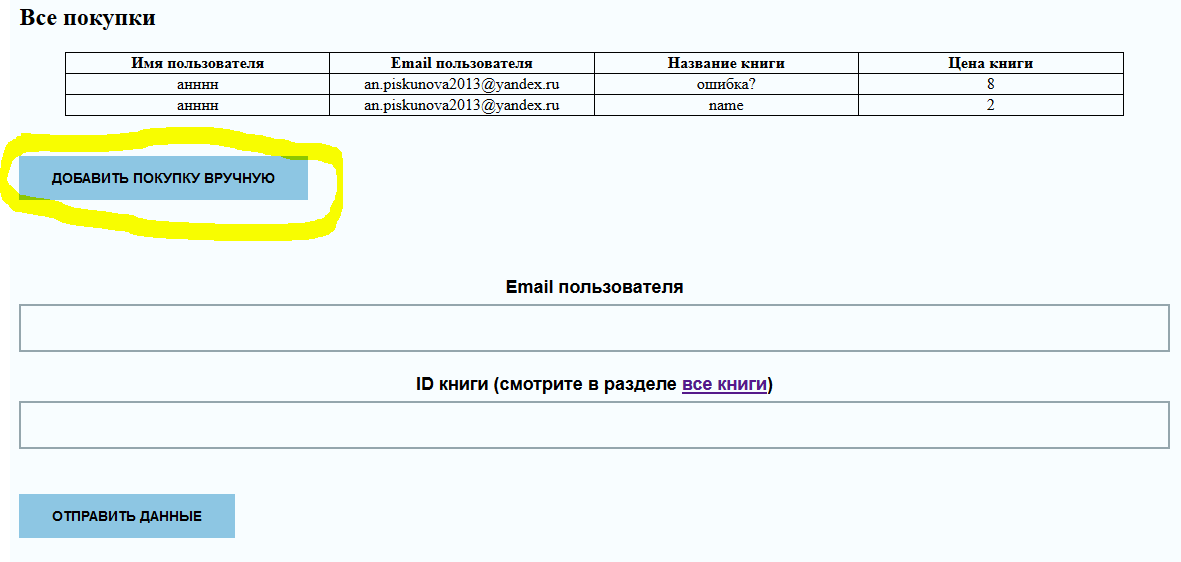 Все покупки
Имя пользователя Email пользователя Название книги Цена книги
анннн an.piskunova2013@yandex.ru ошибка? 8
анннн an.piskunova2013@yandex.ru name 2
ДОБАВИТЬ ПОКУПКУ ВРУЧНУЮ
Email пользователя
ID книги (смотрите в разделе все книги)
ОТПРАВИТЬ ДАННЫЕ